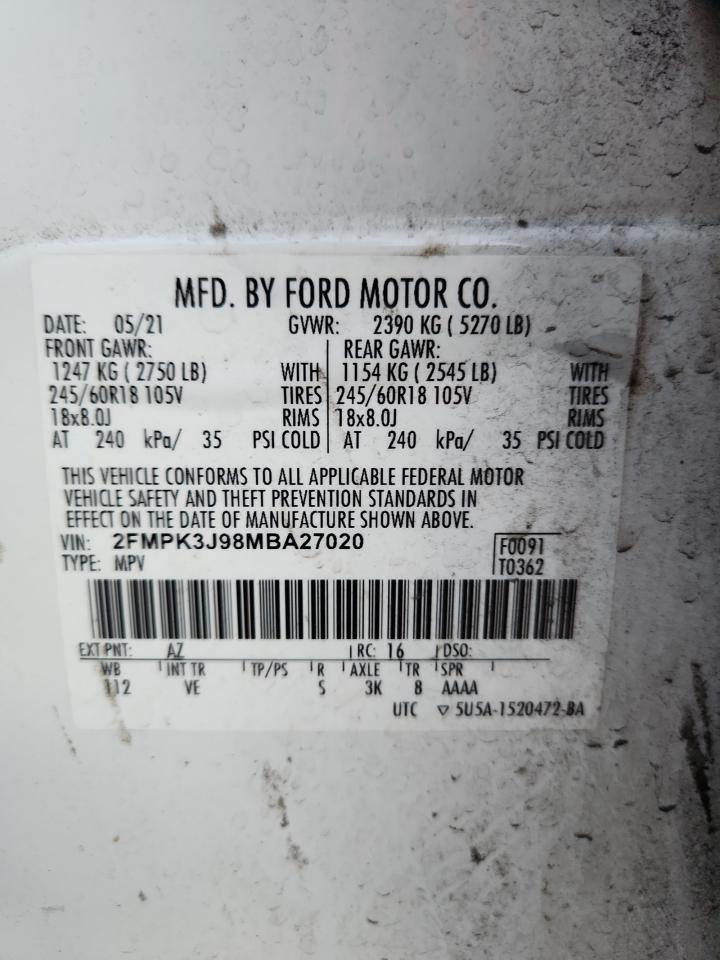 MFD. BY FORD MOTOR CO.
DATE: 05/21 GVWR: 2390 KG ( 5270 LB)
FRONT GAWR: REAR GAWR:
1247 KG ( 2750 LB) WITH 1154 KG ( 2545 LB) WITH
245/60R18 105V TIRES 245/60R18 105V TIRES
18x8.0J RIMS 18x8.0J RIMS
AT 240 kPa/ 35 PSI COLD AT 240 kPa/ 35 PSI COLD
THIS VEHICLE CONFORMS TO ALL APPLICABLE FEDERAL MOTOR
VEHICLE SAFETY AND THEFT PREVENTION STANDARDS IN
EFFECT ON THE DATE OF MANUFACTURE SHOWN ABOVE.
VIN: 2FMPK3J98MBA27020 F0091
TYPE: MPV T0362
EXT PNT: AZ RC: 16 DSO:
WB INT TR TP/PS R AXLE TR SPR
112 VE S 3K 8 AAAA
UTC ▽ 5U5A-1520472-BA